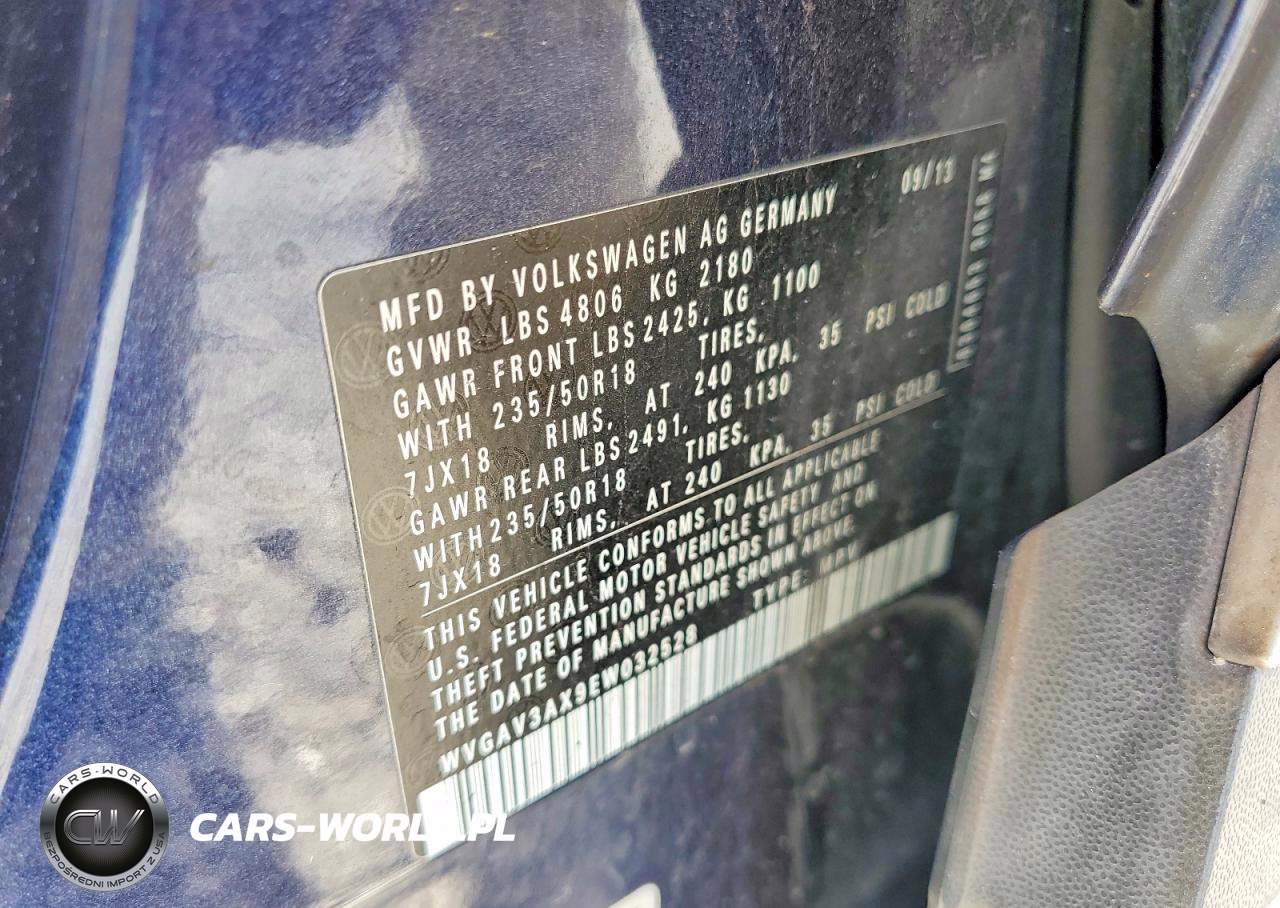 MFD BY VOLKSWAGEN AG GERMANY 09/13
GVWR LBS 4806 KG 2180
GAWR FRONT LBS 2425, KG 1100
WITH 235/50R18 TIRES,
7JX18 RIMS, AT 240 KPA, 35 PSI COLD
GAWR REAR LBS 2491, KG 1130
WITH 235/50R18 TIRES,
7JX18 RIMS, AT 240 KPA, 35 PSI COLD
THIS VEHICLE CONFORMS TO ALL APPLICABLE
U.S. FEDERAL MOTOR VEHICLE SAFETY AND
THEFT PREVENTION STANDARDS IN EFFECT ON
THE DATE OF MANUFACTURE SHOWN ABOVE.
WVGAV3AX9EW032528 TYPE: MPV
CARS-WORLD
CW
BEZPOŚREDNI IMPORT Z USA
CARS-WORLD.PL